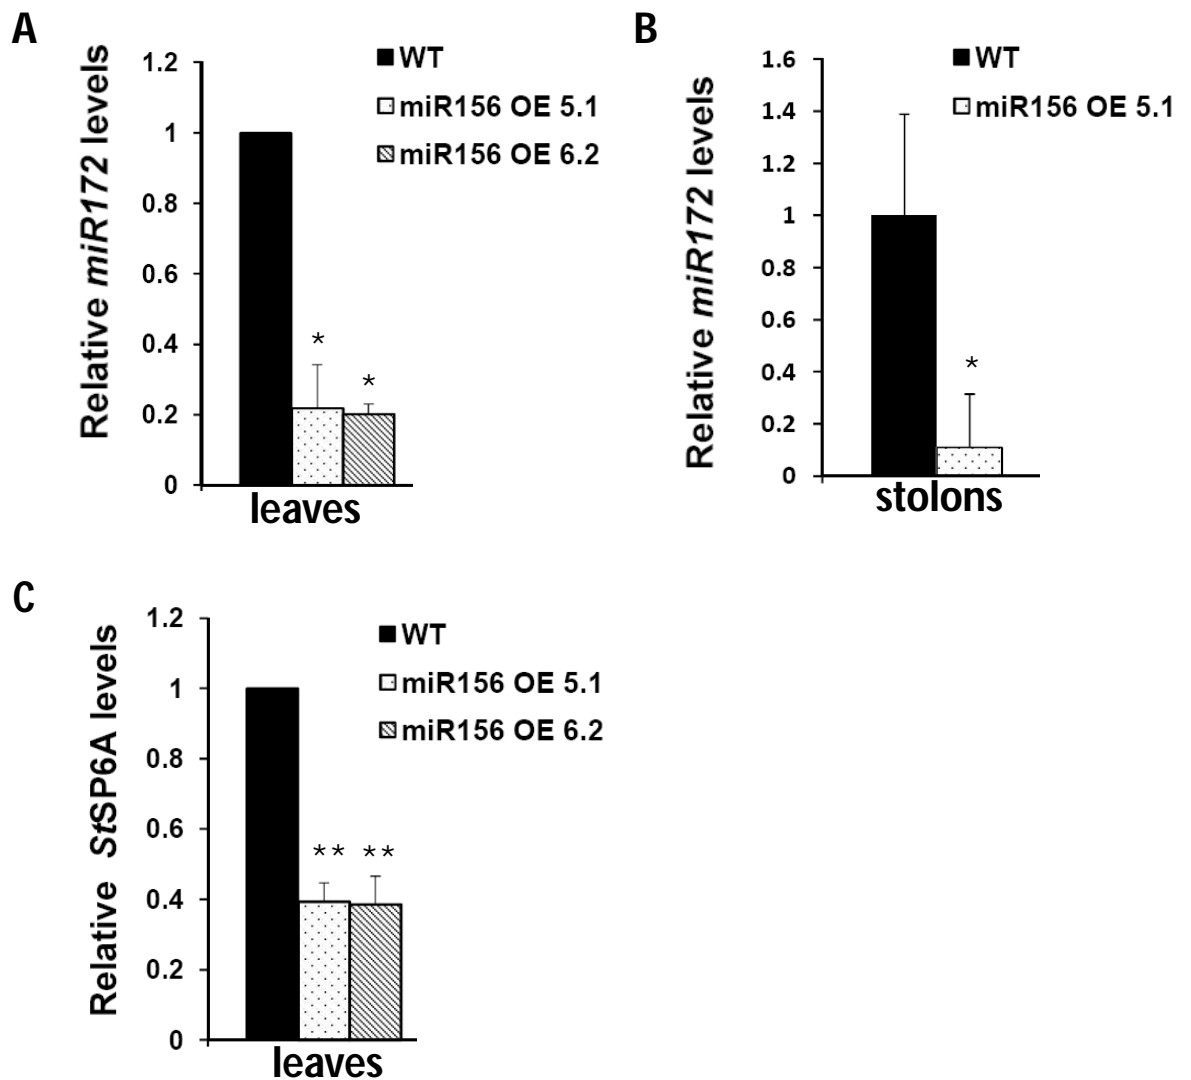 A
Relative miR172 levels
1.2
1
0.8
0.6
0.4
0.2
0
WT
miR156 OE 5.1
miR156 OE 6.2
*
*
leaves
B
Relative miR172 levels
1.6
1.4
1.2
1
0.8
0.6
0.4
0.2
0
WT
miR156 OE 5.1
*
stolons
C
Relative StSP6A levels
1.2
1
0.8
0.6
0.4
0.2
0
WT
miR156 OE 5.1
miR156 OE 6.2
** **
leaves